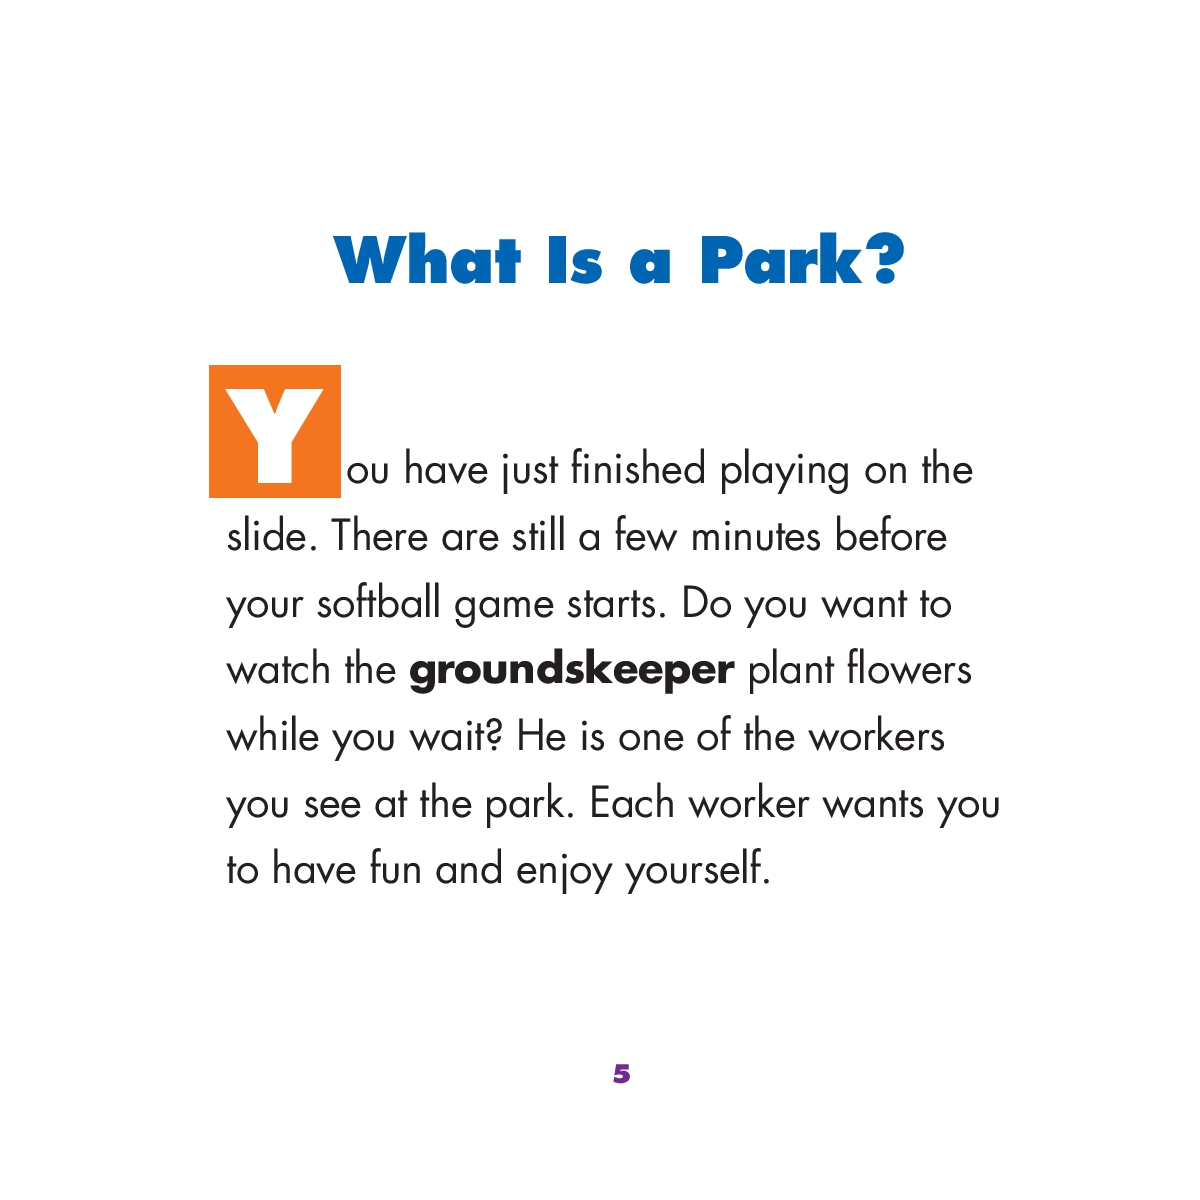 What Is a Park?
You have just finished playing on the
slide. There are still a few minutes before
your softball game starts. Do you want to
watch the groundskeeper plant flowers
while you wait? He is one of the workers
you see at the park. Each worker wants you
to have fun and enjoy yourself.
5